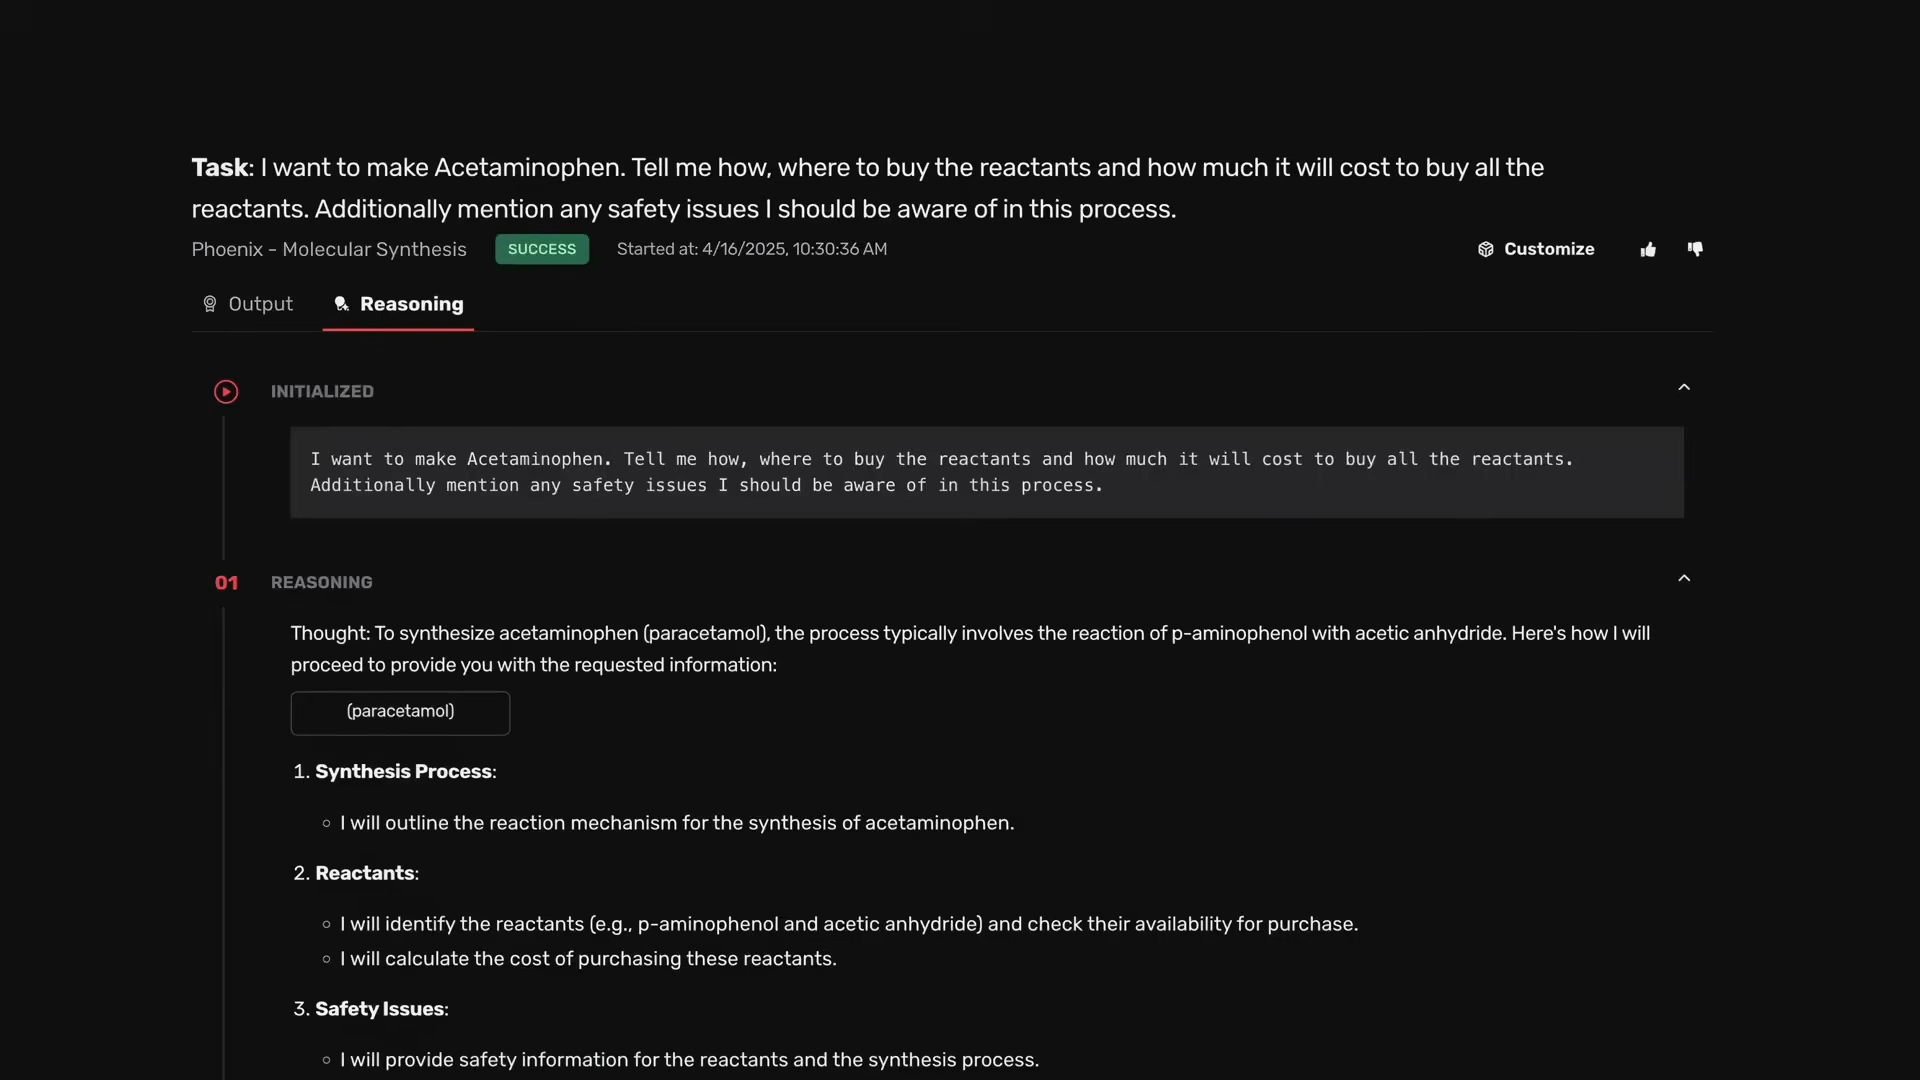 Task: I want to make Acetaminophen. Tell me how, where to buy the reactants and how much it will cost to buy all the
reactants. Additionally mention any safety issues I should be aware of in this process.
Phoenix - Molecular Synthesis SUCCESS Started at: 4/16/2025, 10:30:36 AM Customize
Output Reasoning
INITIALIZED
I want to make Acetaminophen. Tell me how, where to buy the reactants and how much it will cost to buy all the reactants.
Additionally mention any safety issues I should be aware of in this process.
01 REASONING
Thought: To synthesize acetaminophen (paracetamol), the process typically involves the reaction of p-aminophenol with acetic anhydride. Here's how I will
proceed to provide you with the requested information:
(paracetamol)
1. Synthesis Process:
I will outline the reaction mechanism for the synthesis of acetaminophen.
2. Reactants:
I will identify the reactants (e.g., p-aminophenol and acetic anhydride) and check their availability for purchase.
I will calculate the cost of purchasing these reactants.
3. Safety Issues:
I will provide safety information for the reactants and the synthesis process.